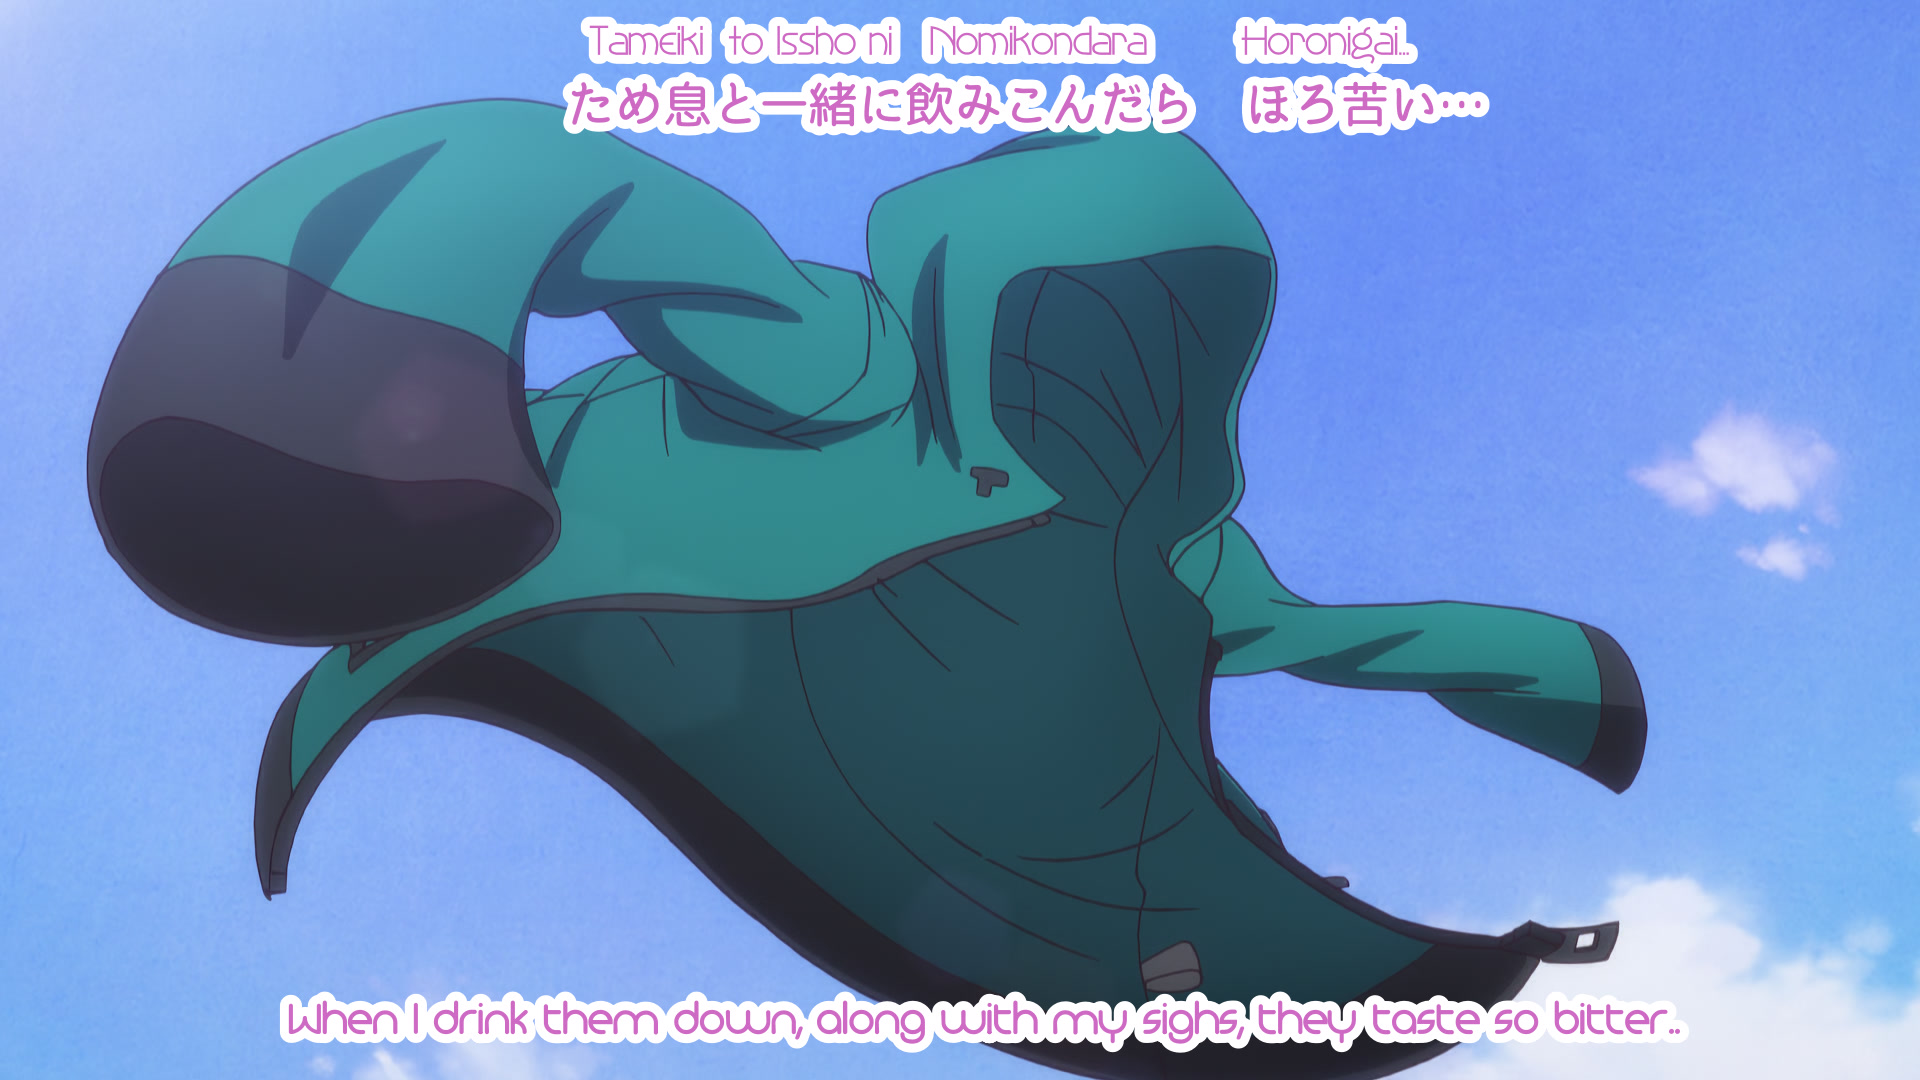 Tameiki to Issho ni Nomikondara Horonigai...
ため息と一緒に飲みこんだら ほろ苦い…
When I drink them down, along with my sighs, they taste so bitter..